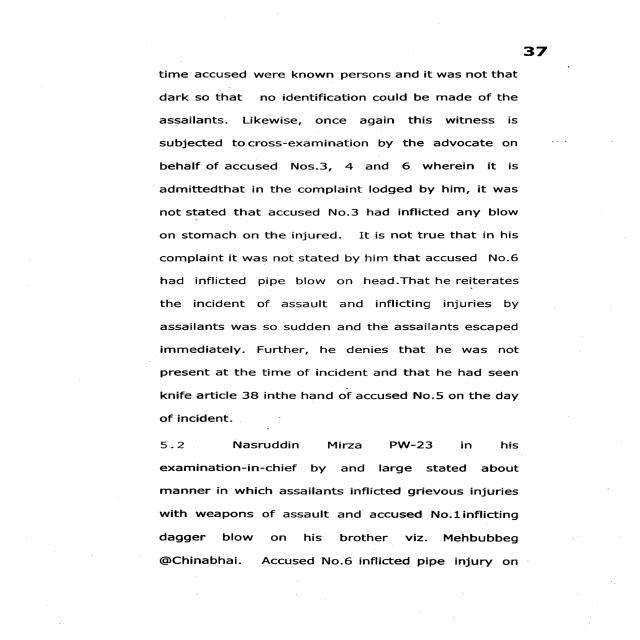 37
time accused were known persons and it was not that
dark so that no identification could be made of the
assailants. Likewise, once again this witness is
subjected to cross-examination by the advocate on
behalf of accused Nos.3, 4 and 6 wherein it is
admittedthat in the complaint lodged by him, it was
not stated that accused No.3 had inflicted any blow
on stomach on the injured. It is not true that in his
complaint it was not stated by him that accused No.6
had inflicted pipe blow on head.That he reiterates
the incident of assault and inflicting injuries by
assailants was so sudden and the assailants escaped
immediately. Further, he denies that he was not
present at the time of incident and that he had seen
knife article 38 inthe hand of accused No.5 on the day
of incident.
5.2 Nasruddin Mirza PW-23 in his
examination-in-chief by and large stated about
manner in which assailants inflicted grievous injuries
with weapons of assault and accused No.1inflicting
dagger blow on his brother viz. Mehbubbeg
@Chinabhai. Accused No.6 inflicted pipe injury on